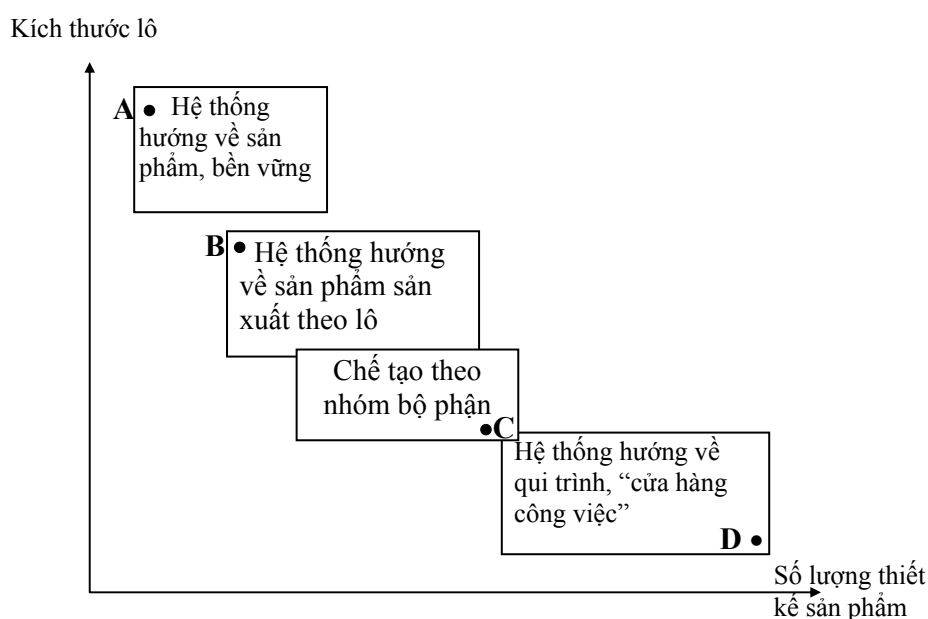 Kích thước lô
A ● Hệ thống
hướng về sản
phẩm, bền vững
B ● Hệ thống hướng
về sản phẩm sản
xuất theo lô
Chế tạo theo
nhóm bộ phận
●C
Hệ thống hướng về
qui trình, “cửa hàng
công việc”
D ●
Số lượng thiết
kế sản phẩm